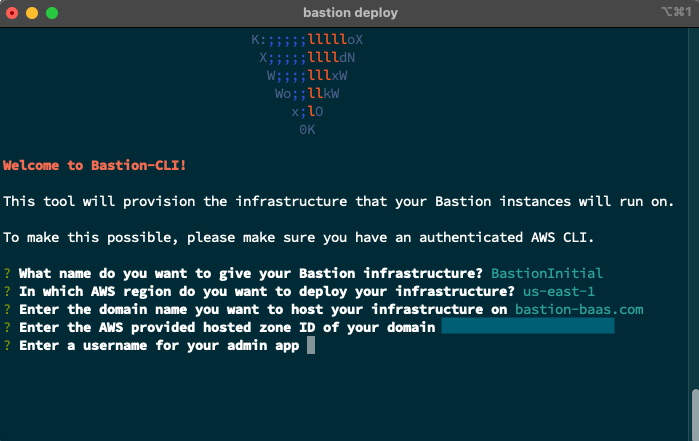 bastion deploy
⌥⌘1
K:;;;;;lllllloX
X;;;;;lllldN
W;;;;lllxW
Wo;;llkW
x;lO
0K
Welcome to Bastion-CLI!
This tool will provision the infrastructure that your Bastion instances will run on.
To make this possible, please make sure you have an authenticated AWS CLI.
? What name do you want to give your Bastion infrastructure? BastionInitial
? In which AWS region do you want to deploy your infrastructure? us-east-1
? Enter the domain name you want to host your infrastructure on bastion-baas.com
? Enter the AWS provided hosted zone ID of your domain
? Enter a username for your admin app